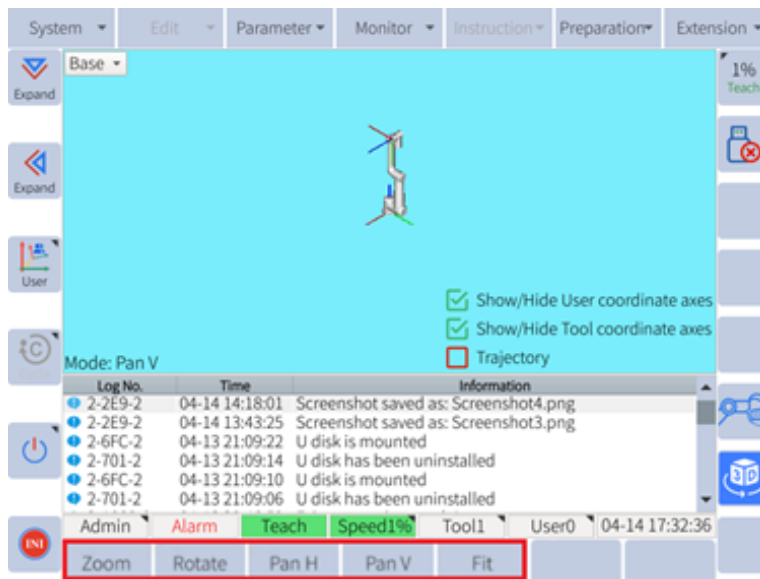 System Edit Parameter Monitor Instruction Preparation Extension
Base
Expand
1%
Teach
Expand
User
Show/Hide User coordinate axes
Show/Hide Tool coordinate axes
Trajectory
Mode: Pan V
Log No. Time Information
2-2E9-2 04-14 14:18:01 Screenshot saved as: Screenshot4.png
2-2E9-2 04-14 13:43:25 Screenshot saved as: Screenshot3.png
2-6FC-2 04-13 21:09:22 U disk is mounted
2-701-2 04-13 21:09:14 U disk has been uninstalled
2-6FC-2 04-13 21:09:10 U disk is mounted
2-701-2 04-13 21:09:06 U disk has been uninstalled
Admin Alarm Teach Speed1% Tool1 User0 04-14 17:32:36
INI
3D
C
Zoom Rotate Pan H Pan V Fit